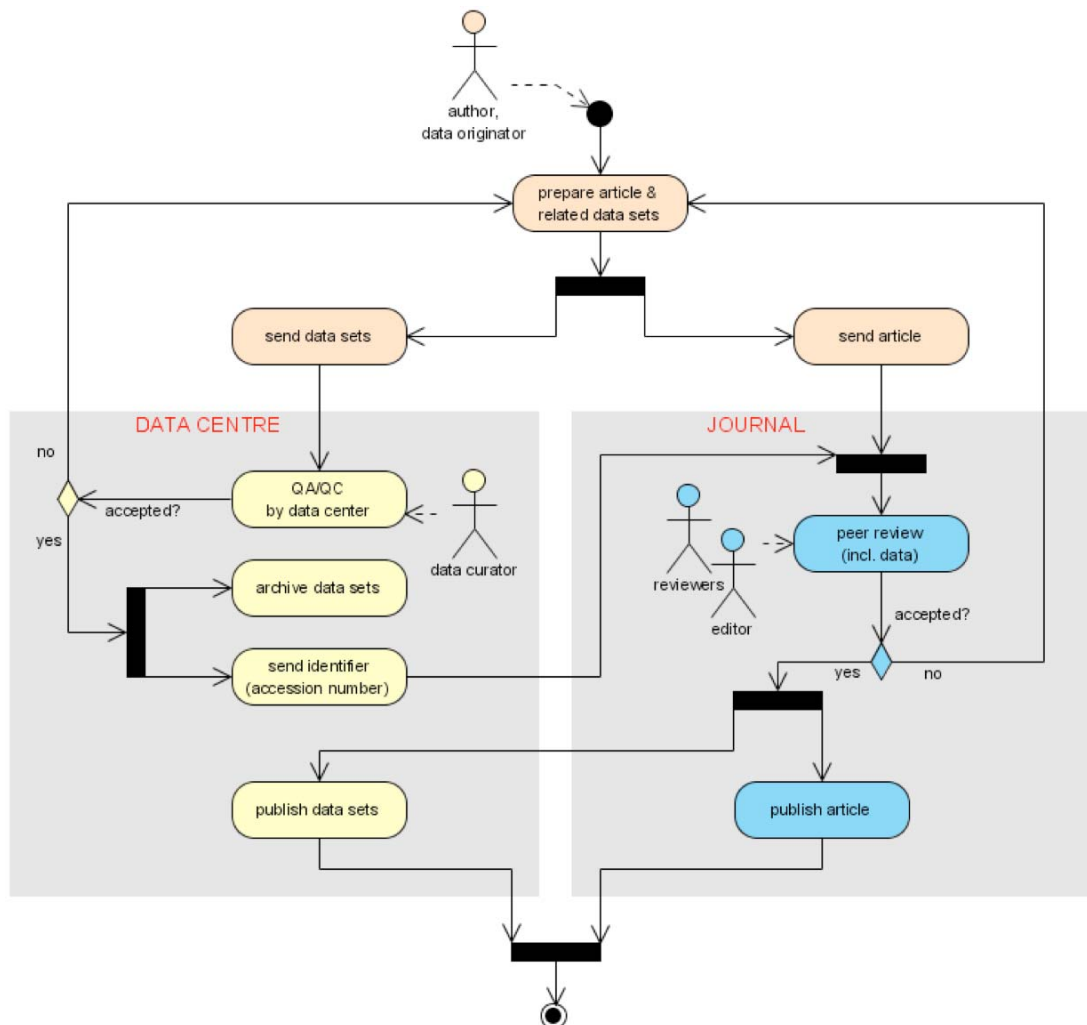 author,
data originator
prepare article &
related data sets
send data sets
send article
DATA CENTRE
JOURNAL
no
QA/QC
by data center
accepted?
yes
data curator
peer review
(incl. data)
reviewers
editor
archive data sets
accepted?
send identifier
(accession number)
yes
no
publish data sets
publish article